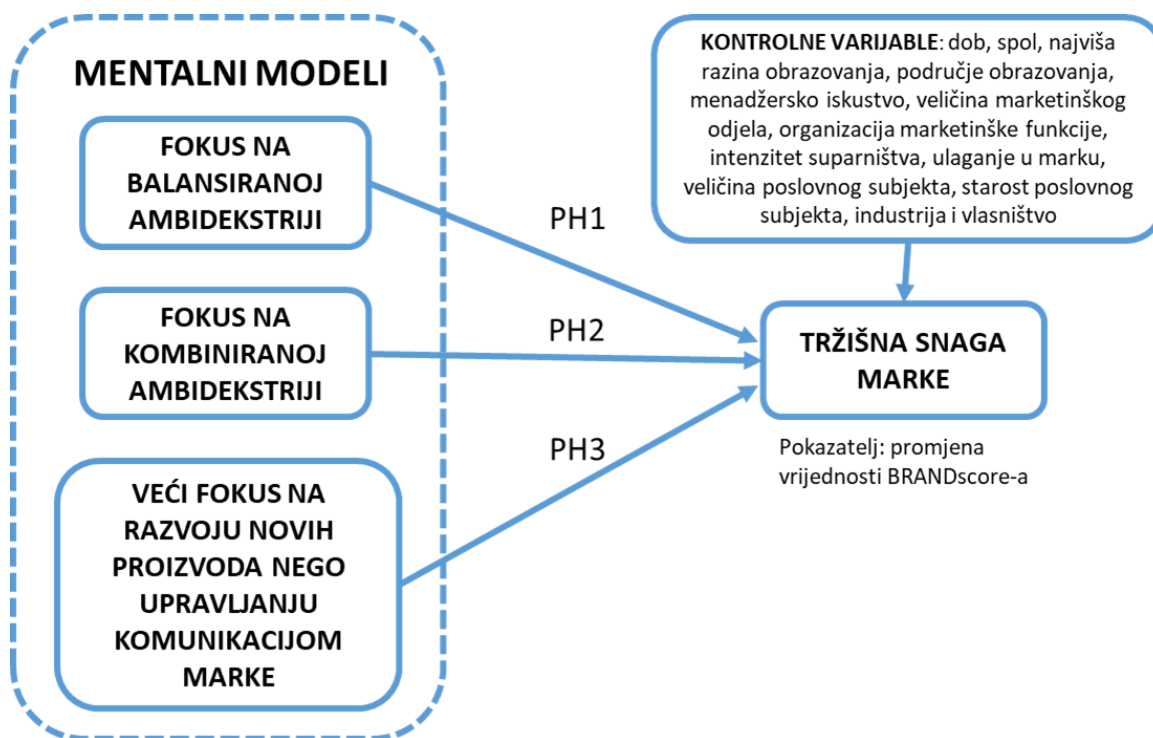 MENTALNI MODELI
FOKUS NA
BALANSIRANOJ
AMBIDEKSTRIJI
FOKUS NA
KOMBINIRANOJ
AMBIDEKSTRIJI
VEĆI FOKUS NA
RAZVOJU NOVIH
PROIZVODA NEGO
UPRAVLJANJU
KOMUNIKACIJOM
MARKE
PH1
PH2
PH3
KONTROLNE VARIJABLE: dob, spol, najviša
razina obrazovanja, područje obrazovanja,
menadžersko iskustvo, veličina marketinškog
odjela, organizacija marketinške funkcije,
intenzitet suparništva, ulaganje u marku,
veličina poslovnog subjekta, starost poslovnog
subjekta, industrija i vlasništvo
TRŽIŠNA SNAGA
MARKE
Pokazatelj: promjena
vrijednosti BRANDscore-a